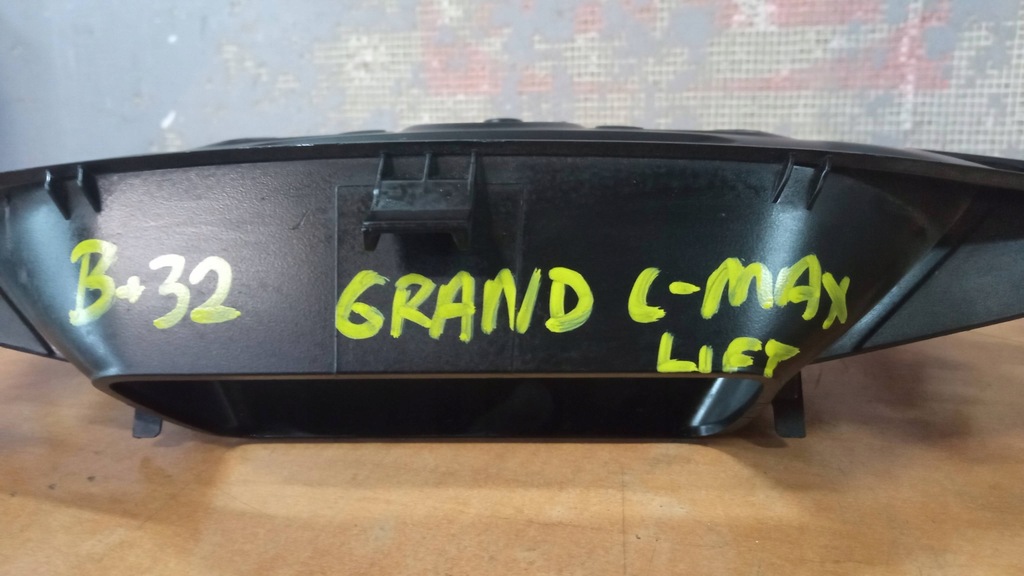 B+32 GRAND C-MAX
LIFT